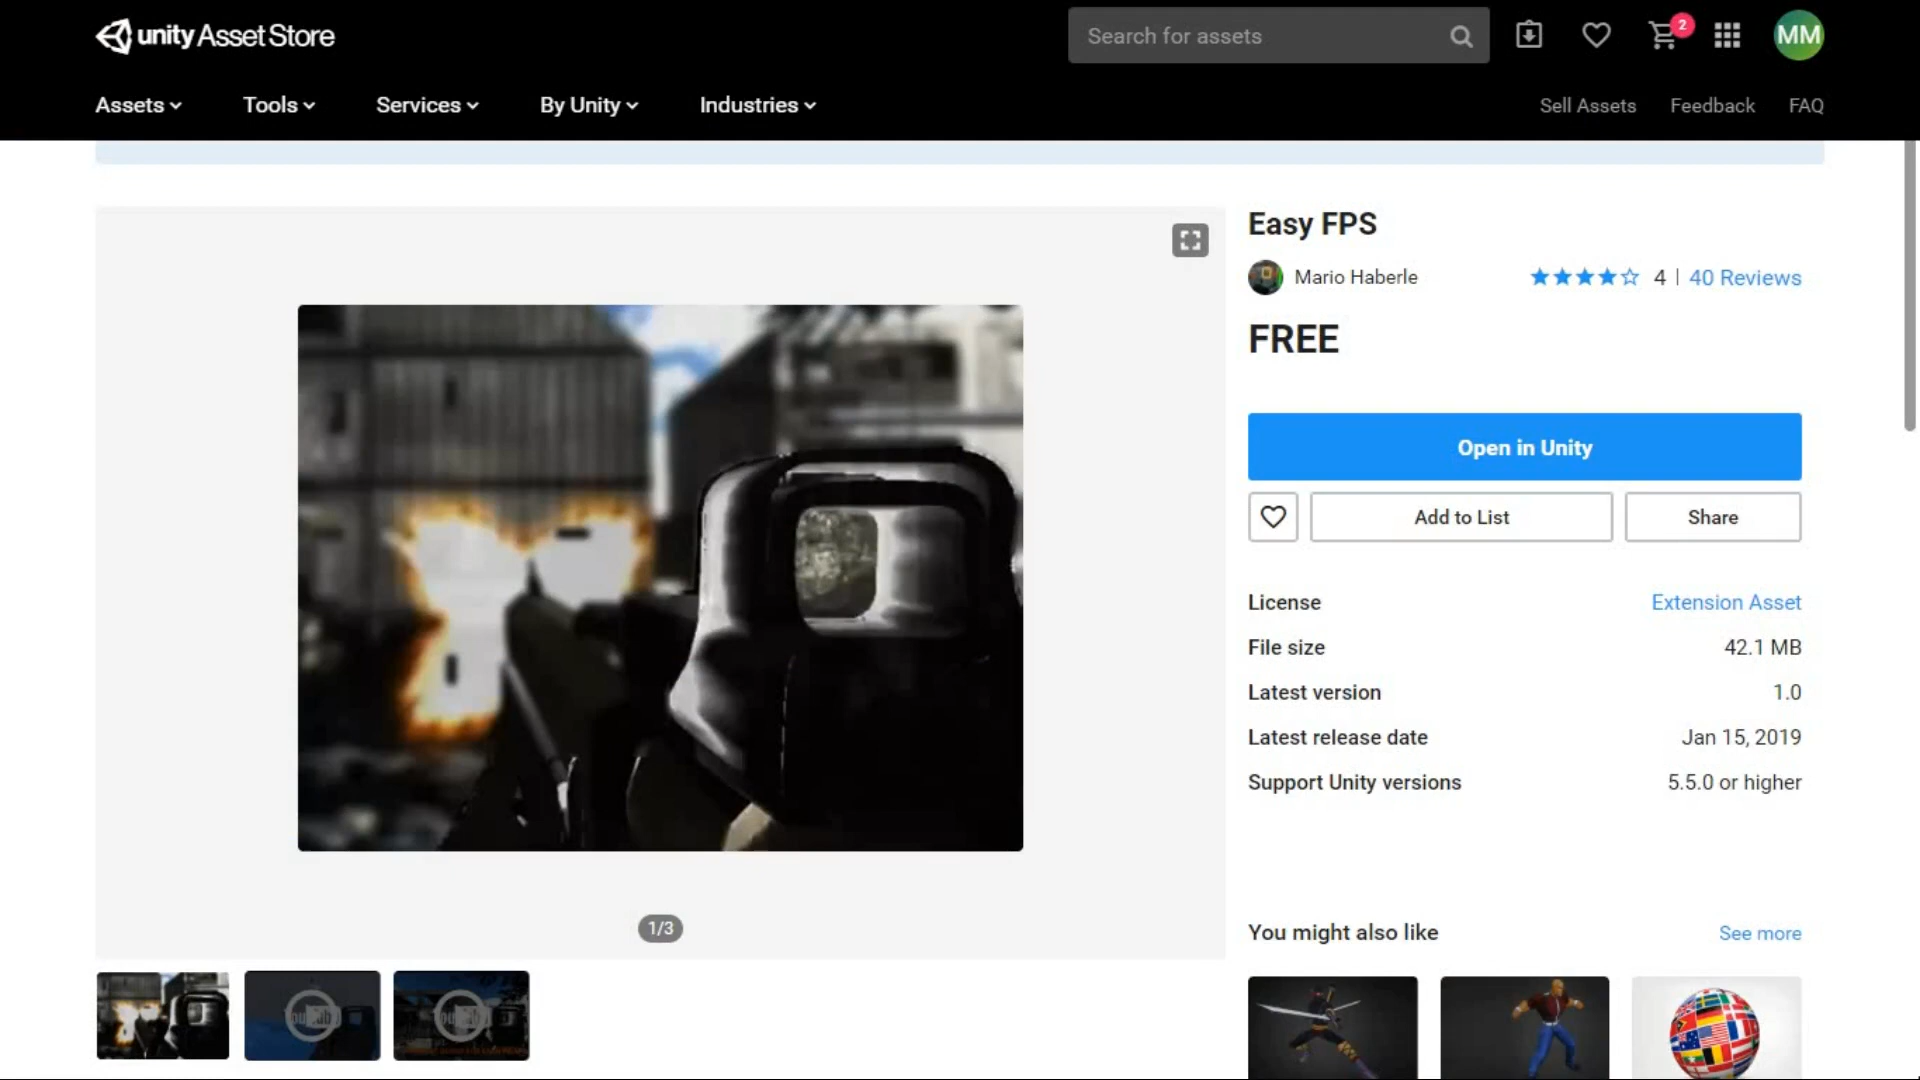 unity Asset Store
Search for assets
2
MM
Assets
Tools
Services
By Unity
Industries
Sell Assets
Feedback
FAQ
Easy FPS
Mario Haberle
4 | 40 Reviews
FREE
Open in Unity
Add to List
Share
License Extension Asset
File size 42.1 MB
Latest version 1.0
Latest release date Jan 15, 2019
Support Unity versions 5.5.0 or higher
1/3
You might also like
See more